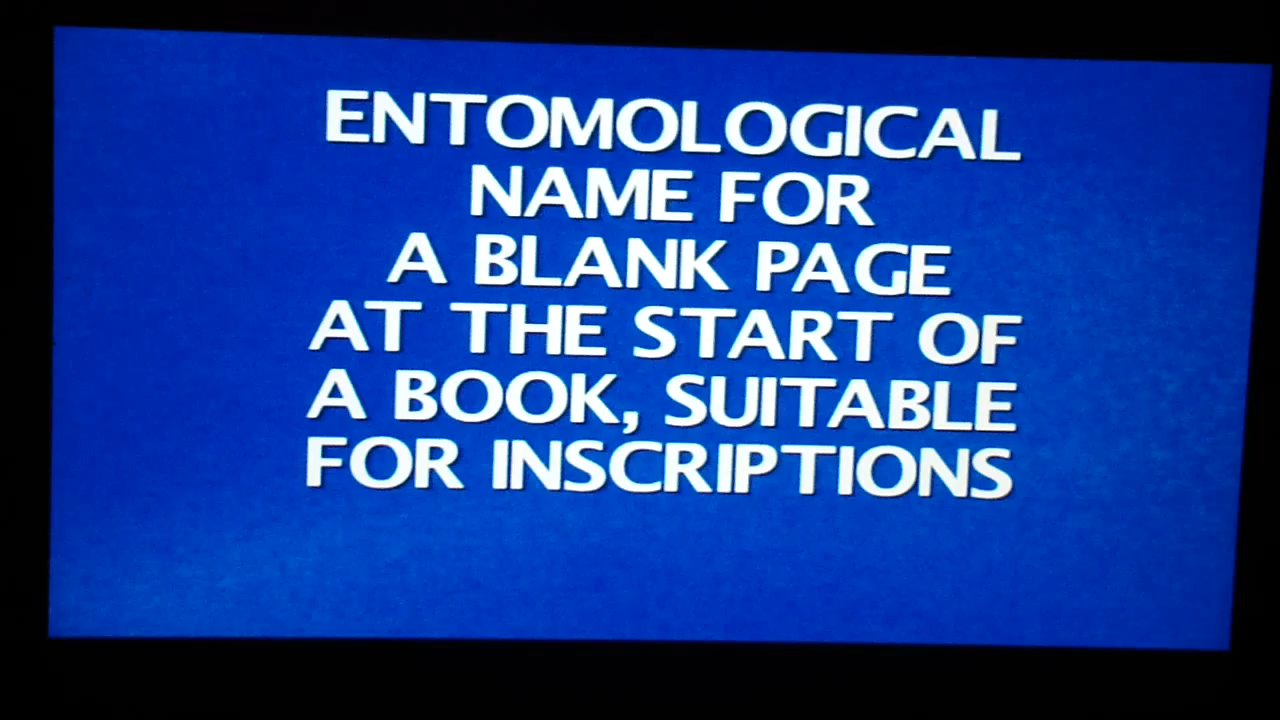 ENTOMOLOGICAL
NAME FOR
A BLANK PAGE
AT THE START OF
A BOOK, SUITABLE
FOR INSCRIPTIONS